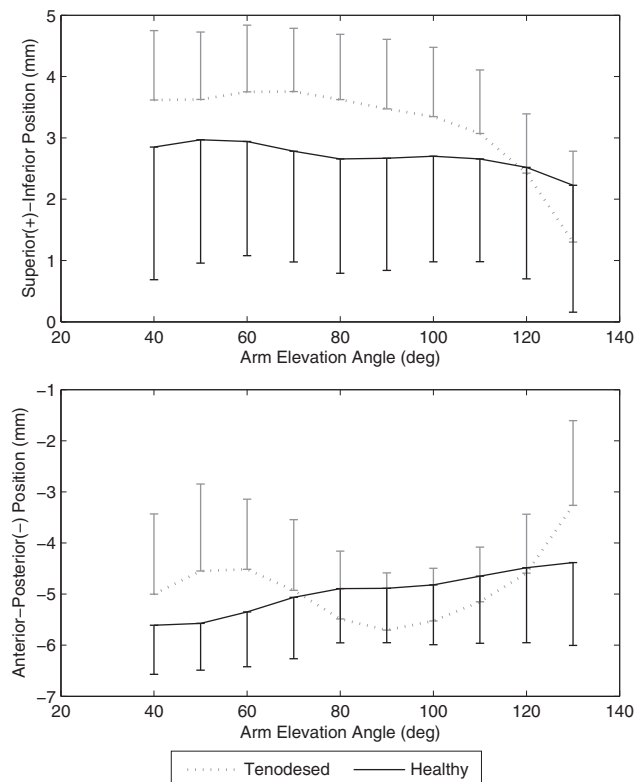 Superior(+)−Inferior Position (mm)
5
4
3
2
1
0
20 40 60 80 100 120 140
Arm Elevation Angle (deg)
Anterior−Posterior(−) Position (mm)
−1
−2
−3
−4
−5
−6
−7
20 40 60 80 100 120 140
Arm Elevation Angle (deg)
Tenodesed Healthy